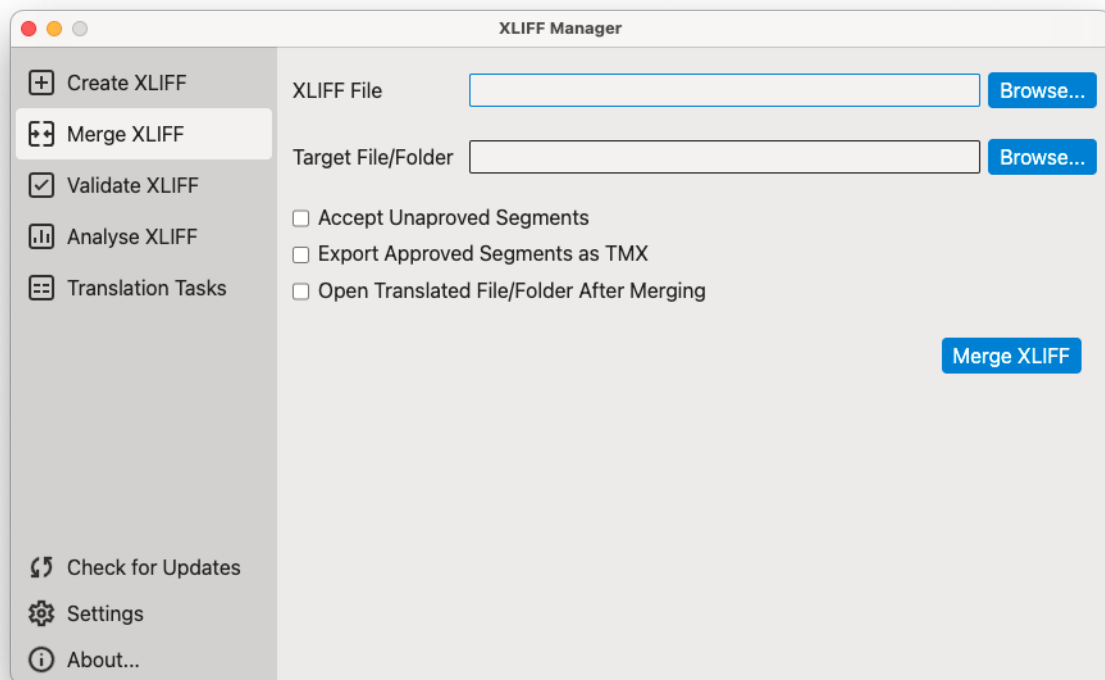 XLIFF Manager
Create XLIFF
Merge XLIFF
Validate XLIFF
Analyse XLIFF
Translation Tasks
Check for Updates
Settings
About...
XLIFF File
Browse...
Target File/Folder
Browse...
Accept Unaproved Segments
Export Approved Segments as TMX
Open Translated File/Folder After Merging
Merge XLIFF